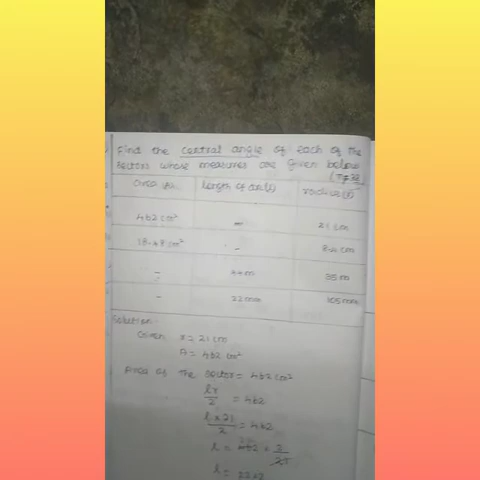 Find the central angle of each of the
sectors whose measures are given below
area (A) length of arc (l) radius (r)
462 cm² – 21 cm
18.48 cm² – 8.4 cm
– 44 m 35 m
– 22 mm 105 mm
Solution:
Given r = 21 cm
A = 462 cm²
Area of the sector = 462 cm²
lr/2 = 462
l × 21/2 = 462
l = 462 × 2/21
l = 22×2